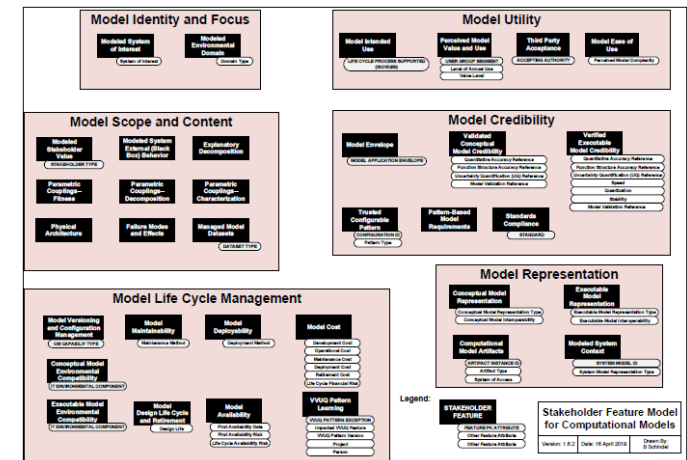 Model Identity and Focus
Modeled System
of Interest
System of Interest
Modeled
Environmental
Domain
Domain Type
Model Utility
Model Intended
Use
LIFE CYCLE PROCESS SUPPORTED
(ISO15288)
Perceived Model
Value and Use
USER GROUP SEGMENT
Level of Annual Use
Value Level
Third Party
Acceptance
ACCEPTING AUTHORITY
Model Ease of
Use
Perceived Model Complexity
Model Scope and Content
Modeled
Stakeholder
Value
STAKEHOLDER TYPE
Modeled System
External (Black
Box) Behavior
Explanatory
Decomposition
Parametric
Couplings--
Fitness
Parametric
Couplings--
Decomposition
Parametric
Couplings--
Characterization
Physical
Architecture
Failure Modes
and Effects
Managed Model
Datasets
DATASET TYPE
Model Credibility
Model Envelope
MODEL APPLICATION ENVELOPE
Validated
Conceptual
Model Credibility
Quantitative Accuracy Reference
Function Structure Accuracy Reference
Uncertainty Quantification (UQ) Reference
Model Validation Reference
Verified
Executable
Model Credibility
Quantitative Accuracy Reference
Function Structure Accuracy Reference
Uncertainty Quantification (UQ) Reference
Speed
Quantization
Stability
Model Validation Reference
Trusted
Configurable
Pattern
CONFIGURATION ID
Pattern Type
Pattern-Based
Model
Requirements
Standards
Compliance
STANDARD
Model Life Cycle Management
Model Versioning
and Configuration
Management
CM CAPABILIY TYPE
Model
Maintainability
Maintenance Method
Model
Deployability
Deployment Method
Model Cost
Development Cost
Operational Cost
Maintenance Cost
Deployment Cost
Retirement Cost
Life Cycle Financial Risk
Conceptual Model
Environmental
Compatibility
IT ENVIRONMENTAL COMPONENT
Executable Model
Environmental
Compatibility
IT ENVIRONMENTAL COMPONENT
Model
Design Life Cycle
and Retirement
Design Life
Model
Availability
First Availability Date
First Availability Risk
Life Cycle Availability Risk
VVUQ Pattern
Learning
VVUQ PATTERN EXCEPTION
Impacted VVUQ Feature
VVUQ Pattern Version
Project
Person
Model Representation
Conceptual Model
Representation
Conceptual Model Representation Type
Conceptual Model Interoperability
Executable
Model
Representation
Executable Model Representation Type
Executable Model Interoperability
Computational
Model Artifacts
ARTIFACT INSTANCE ID
Artifact Type
System of Access
Modeled System
Context
SYSTEM MODEL ID
System Model Representation Type
Legend:
STAKEHOLDER
FEATURE
FEATURE PK ATTRIBUTE
Other Feature Attribute
Other Feature Attribute
Stakeholder Feature Model
for Computational Models
Version: 1.6.2
Date: 16 April 2019
Drawn By:
B Schindel